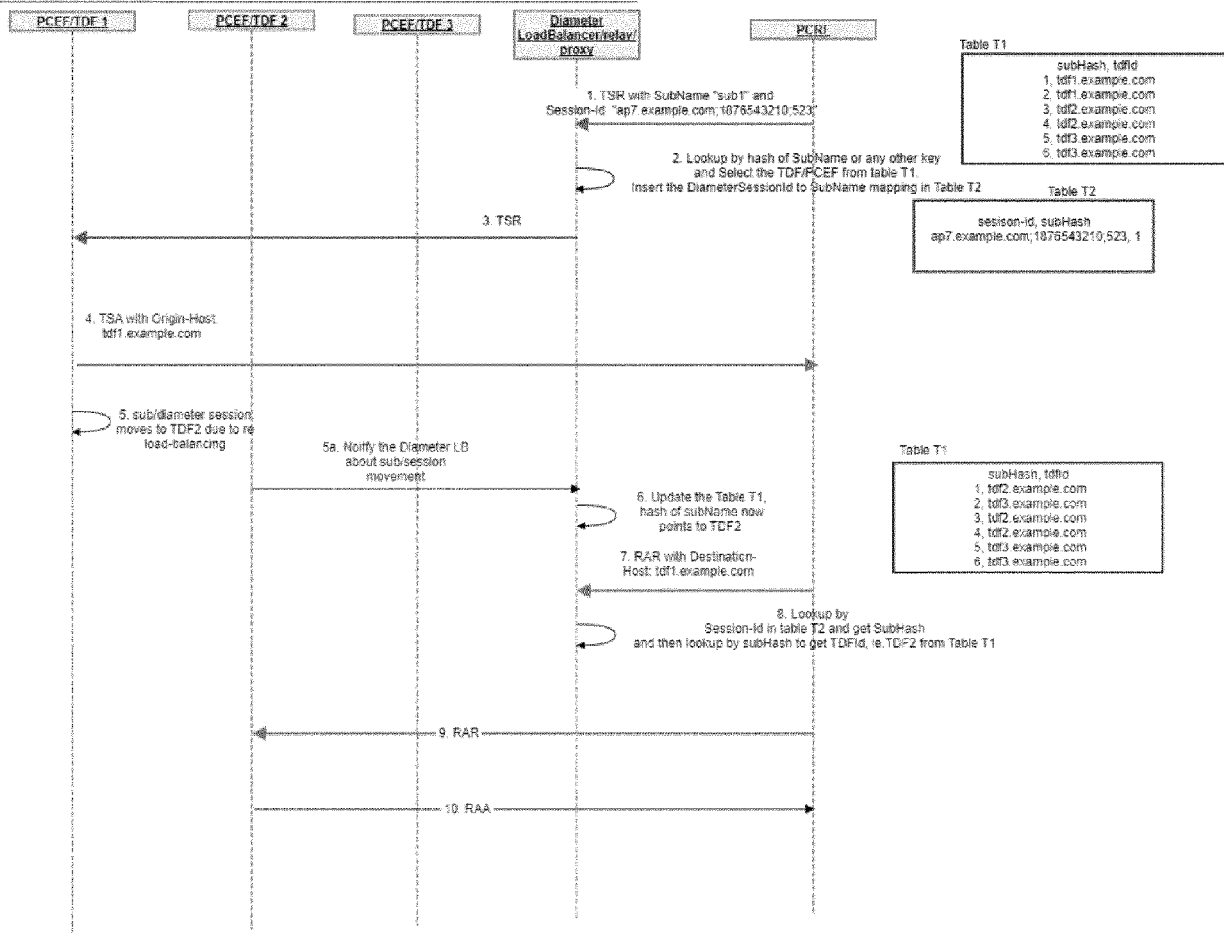 PCEF/TDF 1
PCEF/TDF 2
PCEF/TDF 3
Diameter
LoadBalancer/relay/
proxy
PCRF
Table T1
subHash, tdfId
1, tdf1.example.com
2, tdf1.example.com
3, tdf2.example.com
4, tdf2.example.com
5, tdf3.example.com
6, tdf3.example.com
1. TSR with SubName "sub1" and
Session-Id "ap7.example.com;1876543210;523"
2. Lookup by hash of SubName or any other key
and Select the TDF/PCEF from table T1.
Insert the DiameterSessionId to SubName mapping in Table T2
Table T2
sesison-id, subHash
ap7.example.com;1876543210;523, 1
3. TSR
4. TSA with Origin-Host
tdf1.example.com
5. sub/diameter session
moves to TDF2 due to re
load-balancing
5a. Notify the Diameter LB
about sub/session
movement
Table T1
subHash, tdfId
1, tdf2.example.com
2, tdf3.example.com
3, tdf2.example.com
4, tdf2.example.com
5, tdf3.example.com
6, tdf3.example.com
6. Update the Table T1,
hash of subName now
points to TDF2
7. RAR with Destination-
Host: tdf1.example.com
8. Lookup by
Session-Id in table T2 and get SubHash
and then lookup by subHash to get TDFId, ie.TDF2 from Table T1
9. RAR
10. RAA